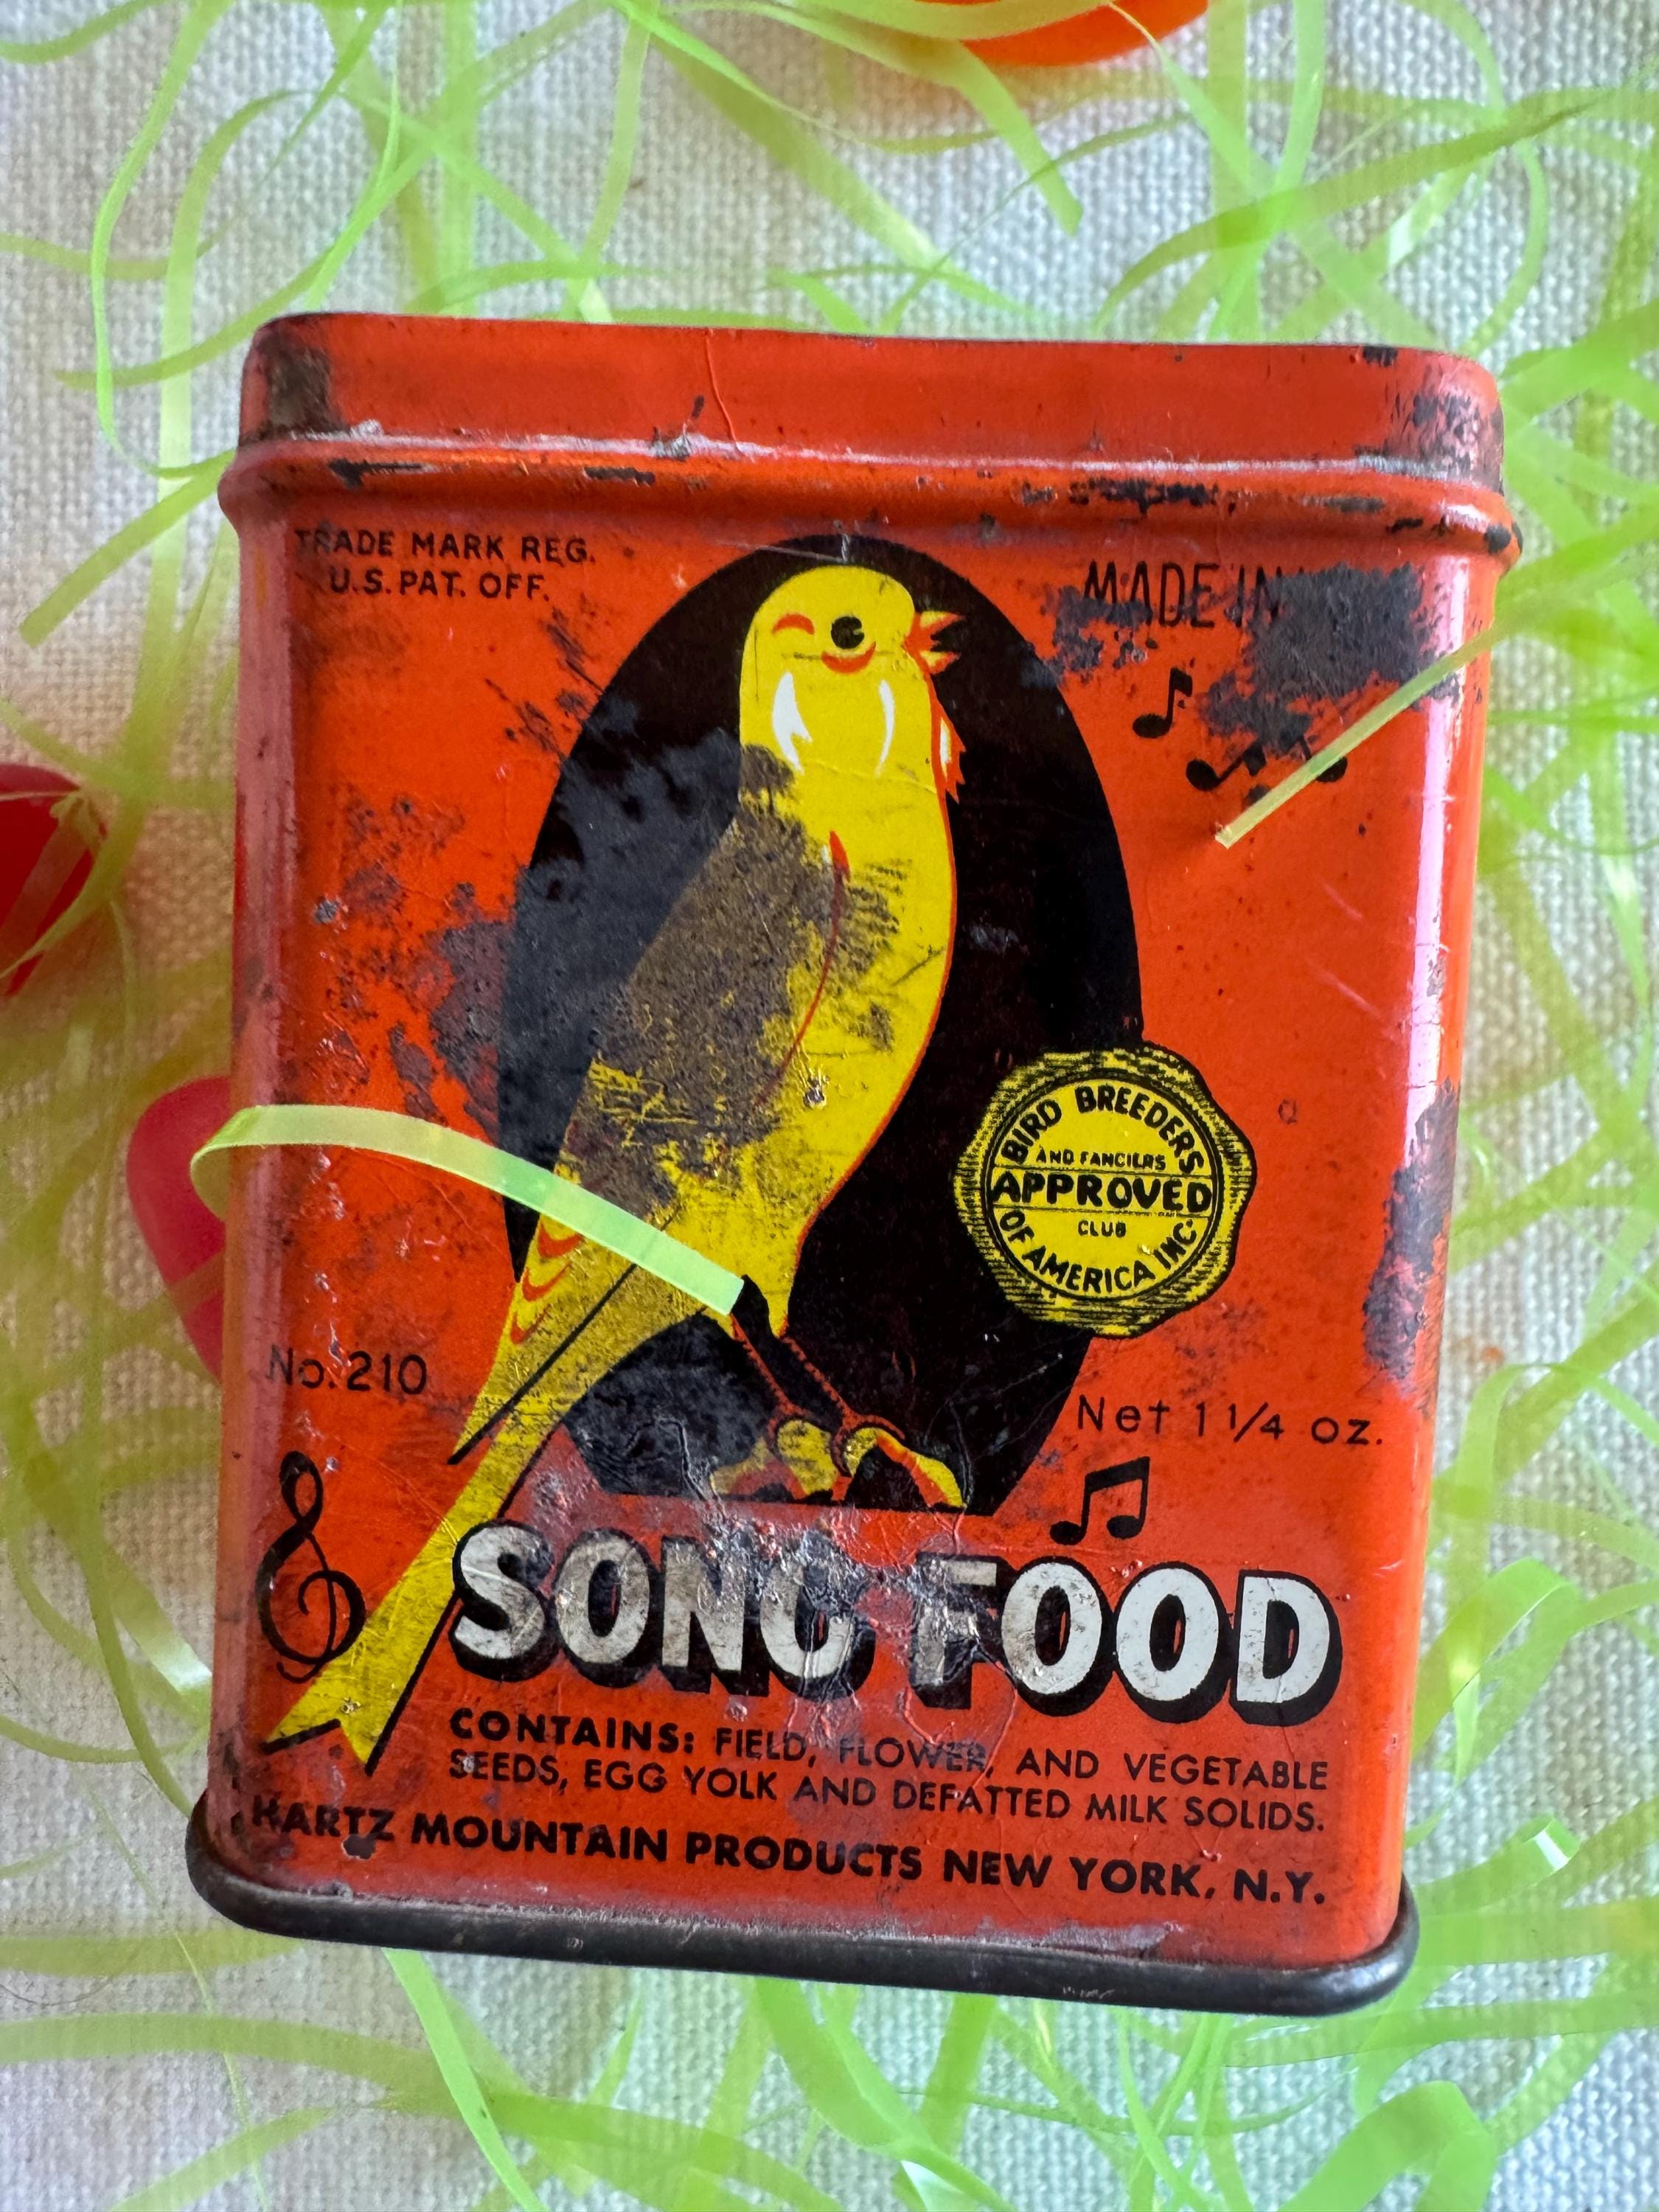 TRADE MARK REG.
U.S. PAT. OFF.
MADE IN
BIRD BREEDERS
AND FANCIERS
APPROVED
CLUB
OF AMERICA INC.
No. 210
Net 1 1/4 oz.
SONG FOOD
CONTAINS: FIELD, FLOWER, AND VEGETABLE
SEEDS, EGG YOLK AND DEFATTED MILK SOLIDS.
HARTZ MOUNTAIN PRODUCTS NEW YORK, N.Y.